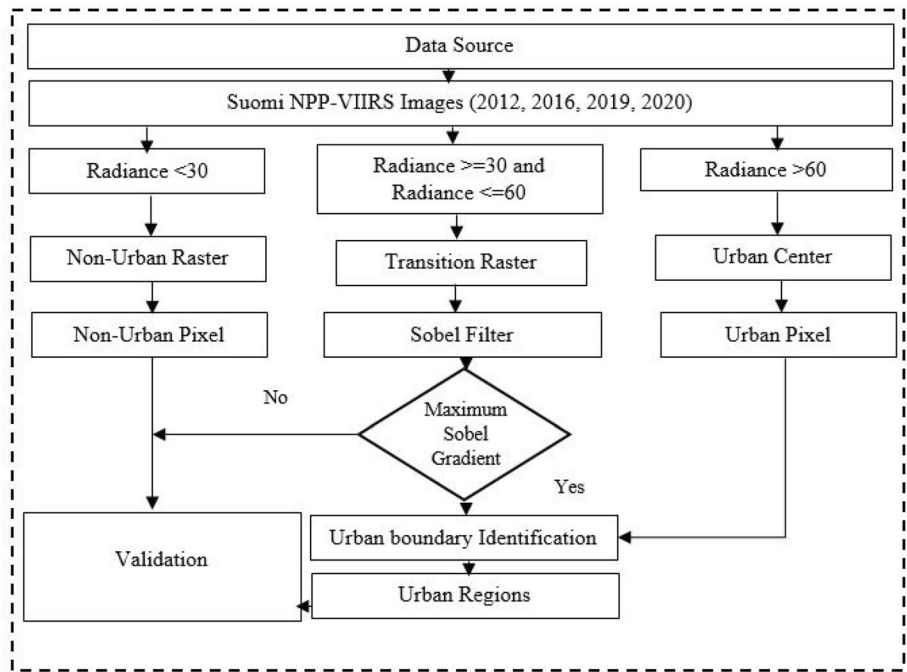 Data Source
Suomi NPP-VIIRS Images (2012, 2016, 2019, 2020)
Radiance <30
Radiance >=30 and
Radiance <=60
Radiance >60
Non-Urban Raster
Transition Raster
Urban Center
Non-Urban Pixel
Sobel Filter
Urban Pixel
No
Maximum
Sobel
Gradient
Yes
Urban boundary Identification
Validation
Urban Regions